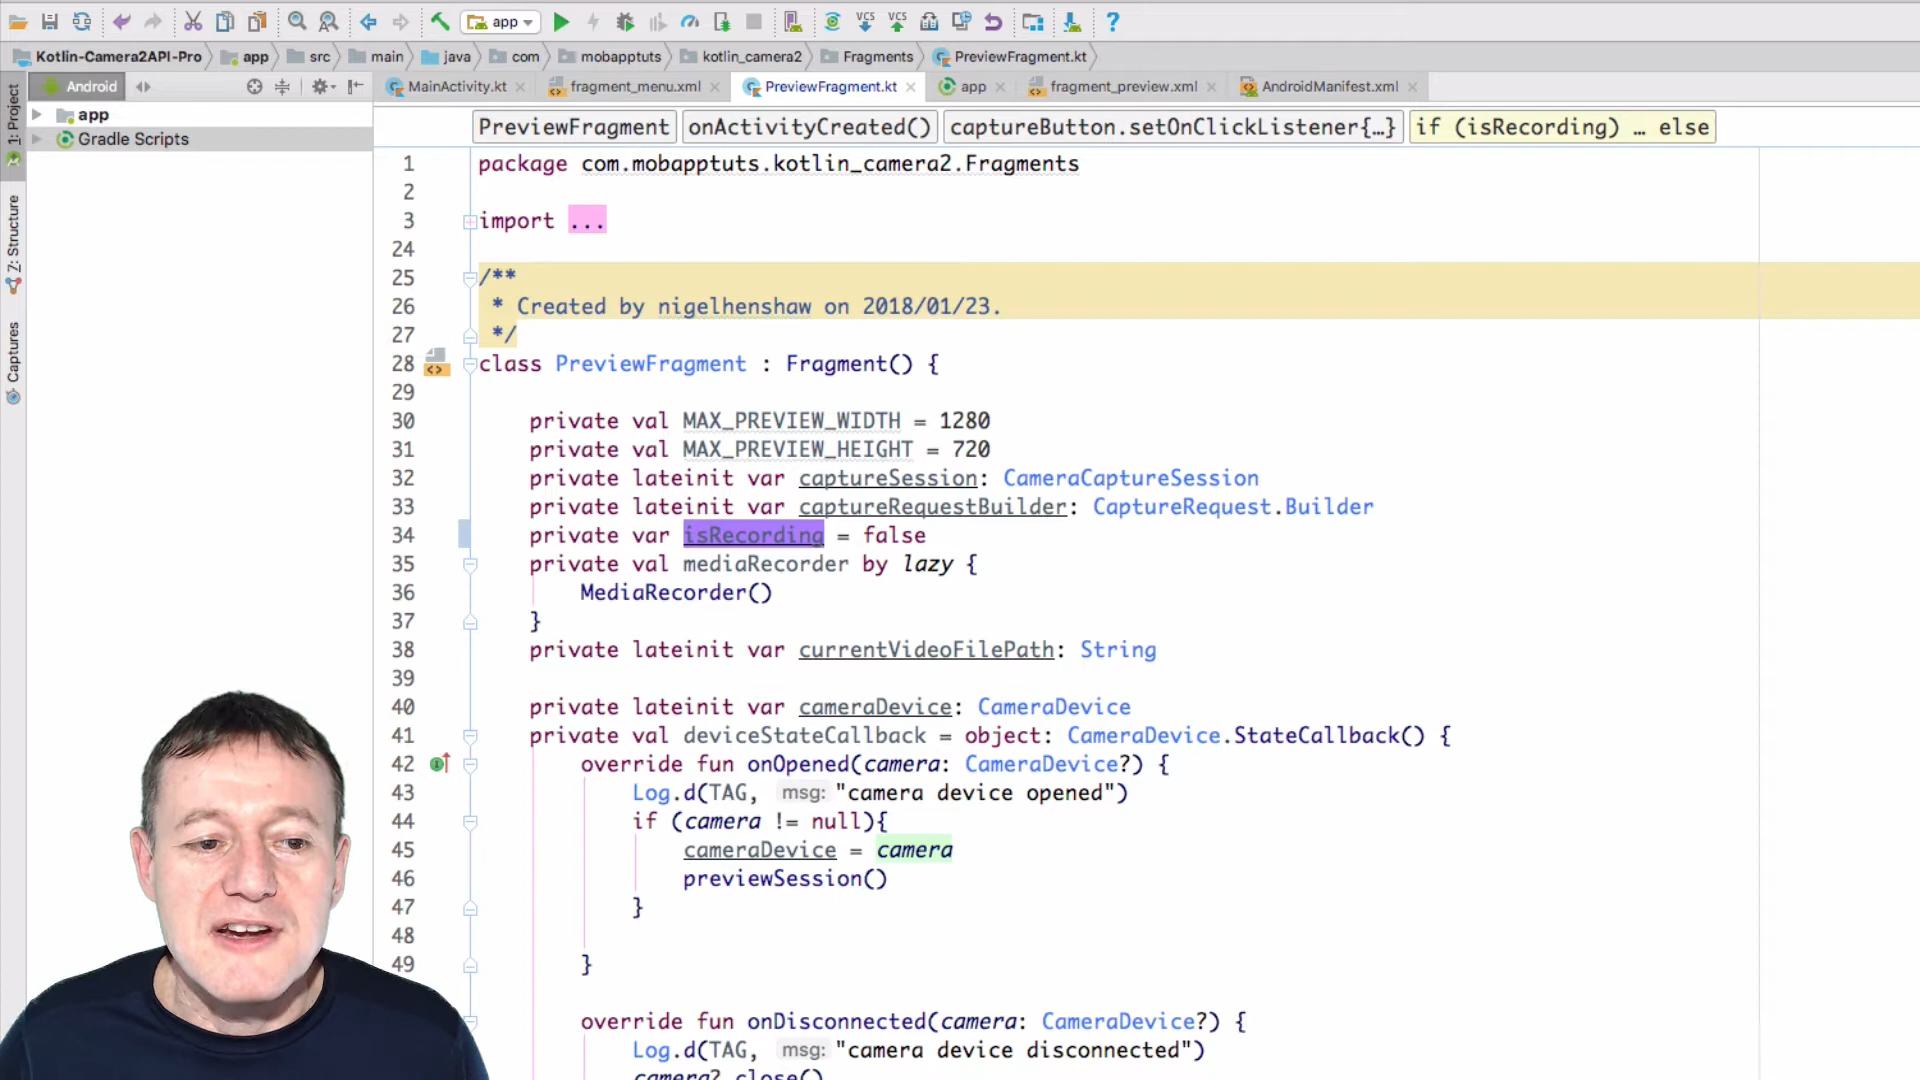 app
VCS VCS
Kotlin-Camera2API-Pro app src main java com mobapptuts kotlin_camera2 Fragments PreviewFragment.kt
Android
MainActivity.kt fragment_menu.xml PreviewFragment.kt app fragment_preview.xml AndroidManifest.xml
1: Project
Z: Structure
Captures
app
Gradle Scripts
PreviewFragment onActivityCreated() captureButton.setOnClickListener{…} if (isRecording) … else
1 package com.mobapptuts.kotlin_camera2.Fragments
2
3 import ...
24
25 /**
26 * Created by nigelhenshaw on 2018/01/23.
27 */
28 class PreviewFragment : Fragment() {
29
30 private val MAX_PREVIEW_WIDTH = 1280
31 private val MAX_PREVIEW_HEIGHT = 720
32 private lateinit var captureSession: CameraCaptureSession
33 private lateinit var captureRequestBuilder: CaptureRequest.Builder
34 private var isRecording = false
35 private val mediaRecorder by lazy {
36 MediaRecorder()
37 }
38 private lateinit var currentVideoFilePath: String
39
40 private lateinit var cameraDevice: CameraDevice
41 private val deviceStateCallback = object: CameraDevice.StateCallback() {
42 override fun onOpened(camera: CameraDevice?) {
43 Log.d(TAG, msg: "camera device opened")
44 if (camera != null){
45 cameraDevice = camera
46 previewSession()
47 }
48
49 }
override fun onDisconnected(camera: CameraDevice?) {
Log.d(TAG, msg: "camera device disconnected")
camera?.close()